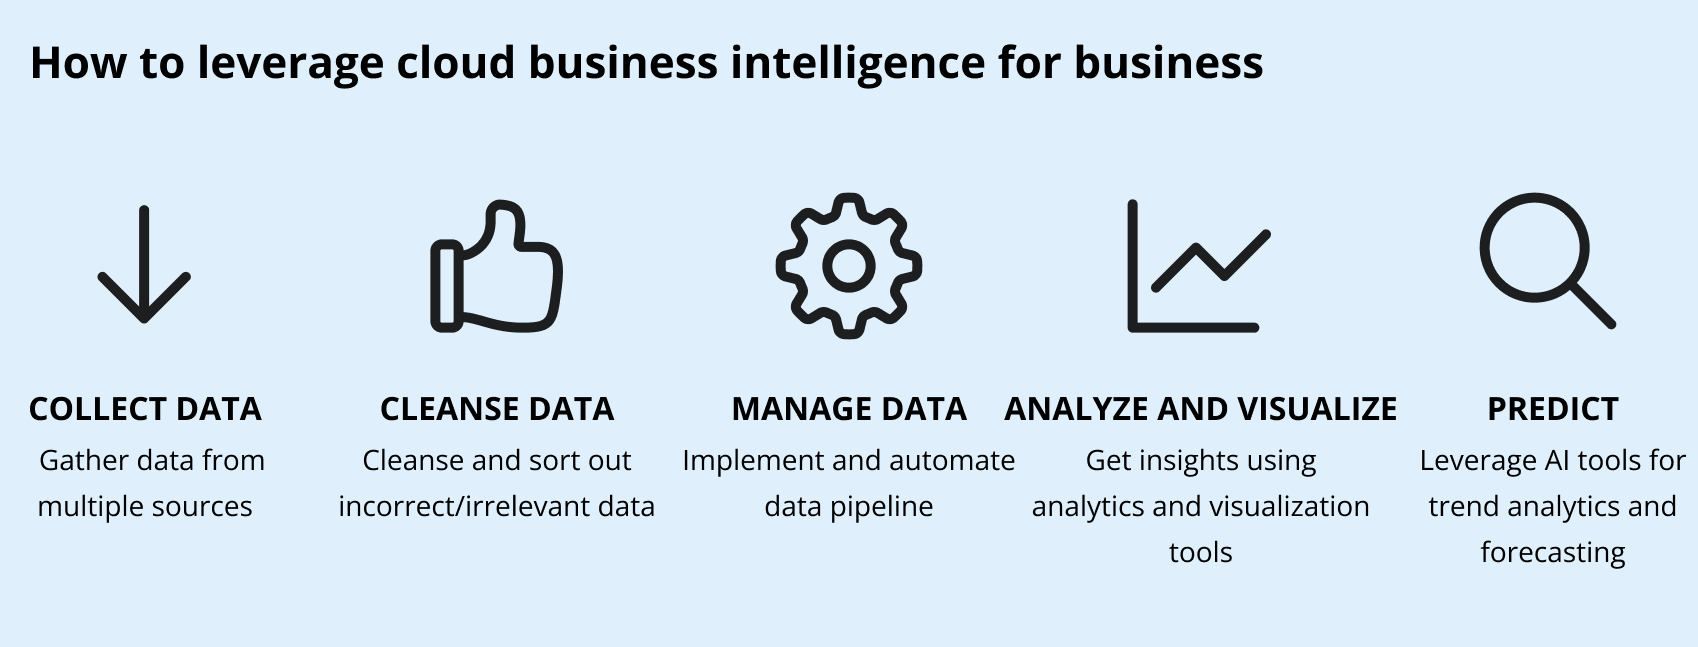 How to leverage cloud business intelligence for business
COLLECT DATA
Gather data from
multiple sources
CLEANSE DATA
Cleanse and sort out
incorrect/irrelevant data
MANAGE DATA
Implement and automate
data pipeline
ANALYZE AND VISUALIZE
Get insights using
analytics and visualization
tools
PREDICT
Leverage AI tools for
trend analytics and
forecasting